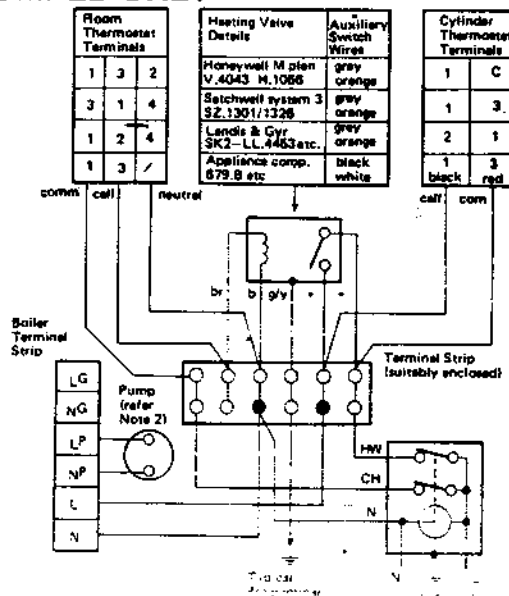 Room
Thermostat
Terminals
1 3 2
3 1 4
1 2 4
1 3 /
Heating Valve
Details
Auxiliary
Switch
Wires
Honeywell M plan
V.4043 H.1056
grey
orange
Satchwell system 3
SZ.1301/1326
grey
orange
Landis & Gyr
SK2-LL.4463etc.
grey
orange
Appliance comp.
679.B etc
black
white
Cylinder
Thermostat
Terminals
1 C
1 3
2 1
1 3
black red
comm call neutral
call com
br b g/y
Boiler
Terminal
Strip
LG
NG
LP
NP
L
N
Pump
(refer
Note 2)
Terminal Strip
(suitably enclosed)
HW
CH
N
N
Typical